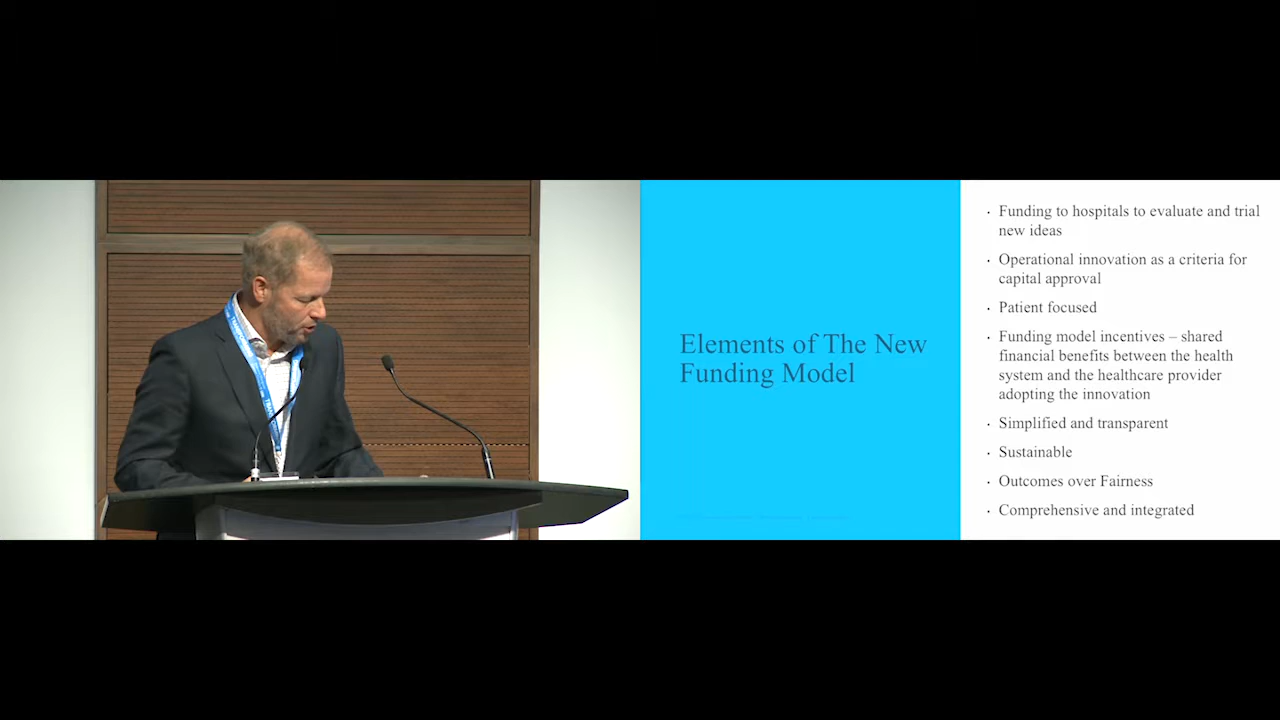 Elements of The New
Funding Model
· Funding to hospitals to evaluate and trial
new ideas
· Operational innovation as a criteria for
capital approval
· Patient focused
· Funding model incentives – shared
financial benefits between the health
system and the healthcare provider
adopting the innovation
· Simplified and transparent
· Sustainable
· Outcomes over Fairness
· Comprehensive and integrated